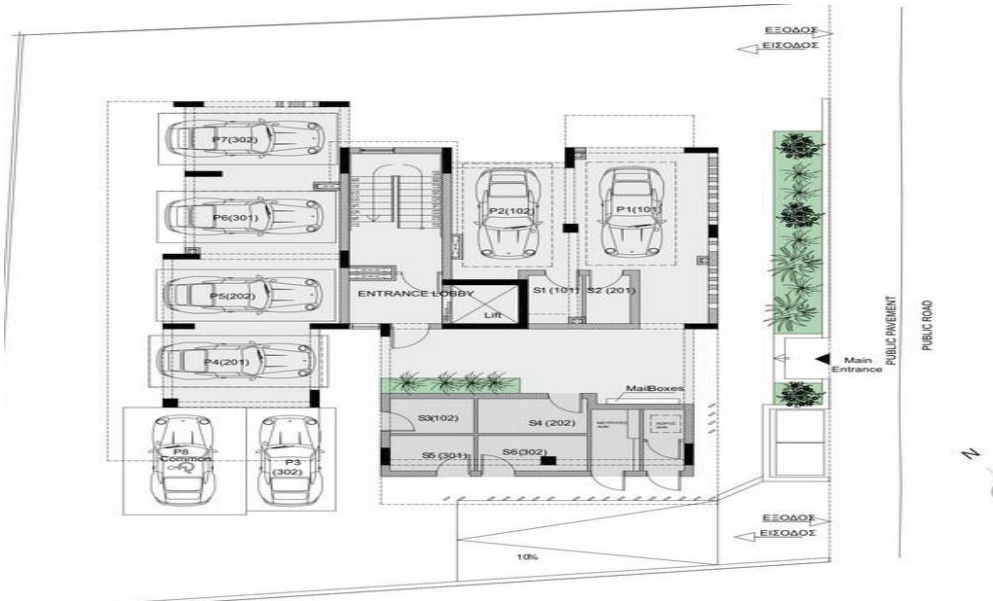 ΕΞΟΔΟΣ
ΕΙΣΟΔΟΣ
P7(302)
P6(301)
P2(102)
P1(101)
P5(202)
ENTRANCE LOBBY
S1 (101)
S2 (201)
Lift
P4(201)
PUBLIC PAVEMENT
PUBLIC ROAD
Main
Entrance
MailBoxes
S3(102)
S4 (202)
P8
Common
P3
(302)
S5 (301)
S6(302)
ΕΞΟΔΟΣ
ΕΙΣΟΔΟΣ
10%
N